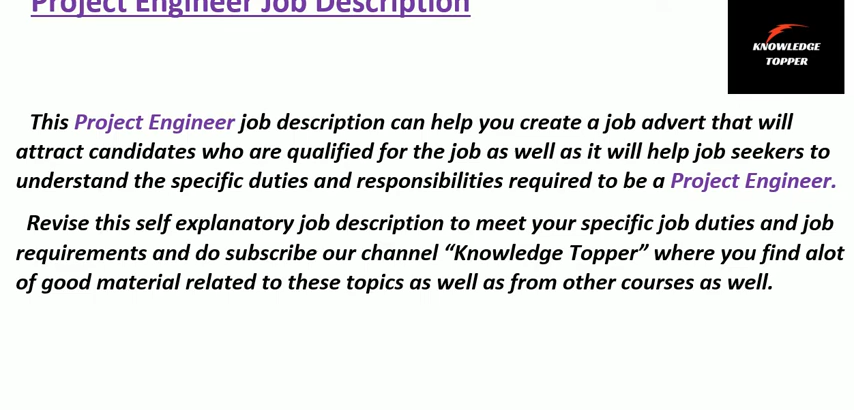 Project Engineer Job Description
KNOWLEDGE
TOPPER
This Project Engineer job description can help you create a job advert that will
attract candidates who are qualified for the job as well as it will help job seekers to
understand the specific duties and responsibilities required to be a Project Engineer.
Revise this self explanatory job description to meet your specific job duties and job
requirements and do subscribe our channel “Knowledge Topper” where you find alot
of good material related to these topics as well as from other courses as well.